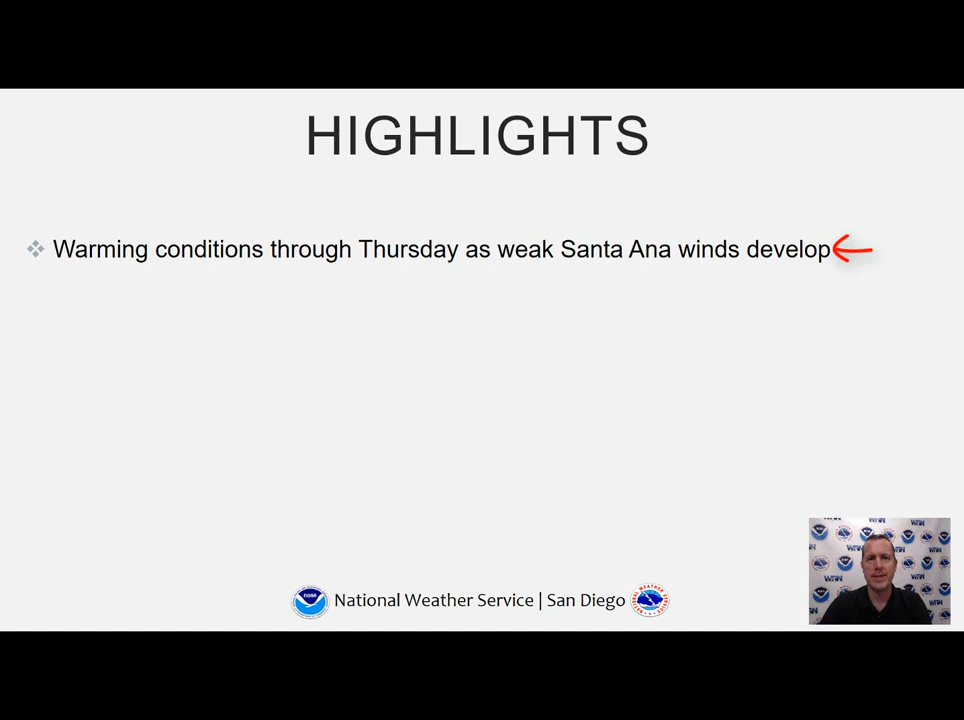 HIGHLIGHTS
Warming conditions through Thursday as weak Santa Ana winds develop
National Weather Service | San Diego